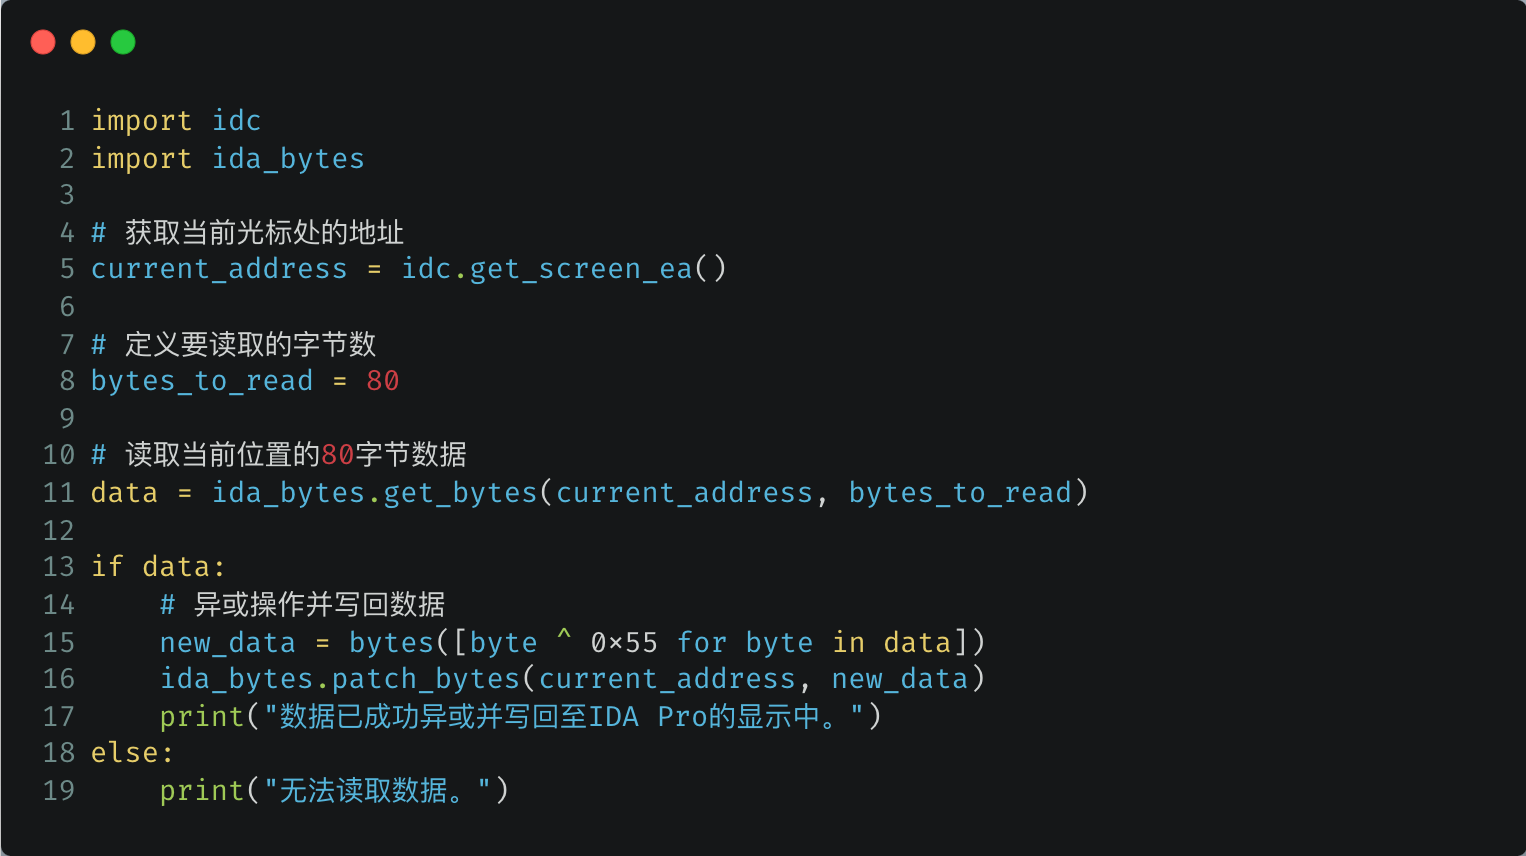 1 import idc
2 import ida_bytes
3
4 # 获取当前光标处的地址
5 current_address = idc.get_screen_ea()
6
7 # 定义要读取的字节数
8 bytes_to_read = 80
9
10 # 读取当前位置的80字节数据
11 data = ida_bytes.get_bytes(current_address, bytes_to_read)
12
13 if data:
14     # 异或操作并写回数据
15     new_data = bytes([byte ^ 0×55 for byte in data])
16     ida_bytes.patch_bytes(current_address, new_data)
17     print("数据已成功异或并写回至IDA Pro的显示中。")
18 else:
19     print("无法读取数据。")